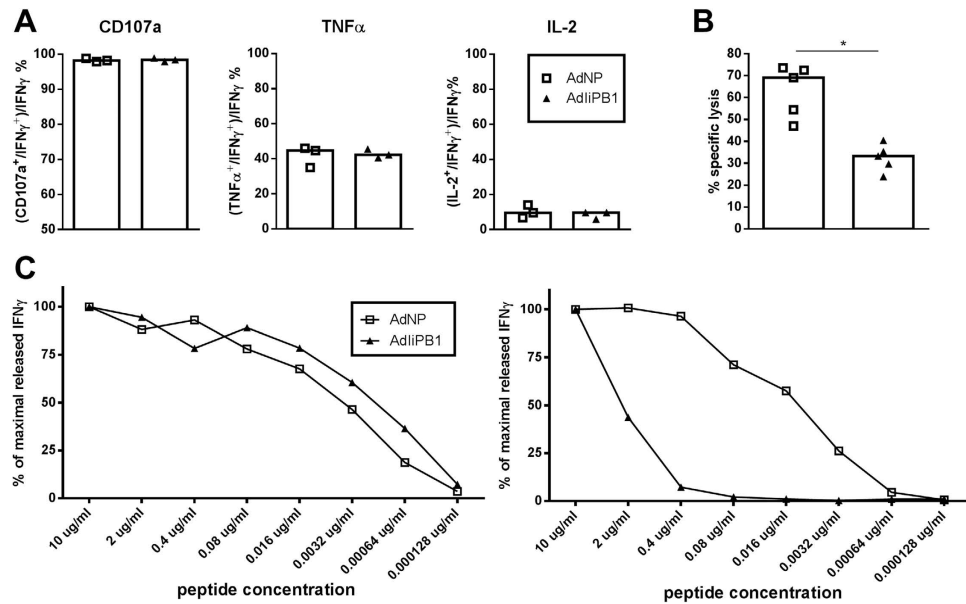 A
CD107a
(CD107a⁺/IFNγ⁺)/IFNγ %
100
90
80
70
60
50
TNFα
(TNFα⁺/IFNγ⁺)/IFNγ %
100
80
60
40
20
0
IL-2
(IL-2⁺/IFNγ⁺)/IFNγ%
100
80
60
40
20
0
AdNP
AdIiPB1
B
*
% specific lysis
80
70
60
50
40
30
20
10
0
C
% of maximal released IFNγ
100
75
50
25
0
AdNP
AdIiPB1
10 ug/ml
2 ug/ml
0.4 ug/ml
0.08 ug/ml
0.016 ug/ml
0.0032 ug/ml
0.00064 ug/ml
0.000128 ug/ml
peptide concentration
% of maximal released IFNγ
100
75
50
25
0
10 ug/ml
2 ug/ml
0.4 ug/ml
0.08 ug/ml
0.016 ug/ml
0.0032 ug/ml
0.00064 ug/ml
0.000128 ug/ml
peptide concentration